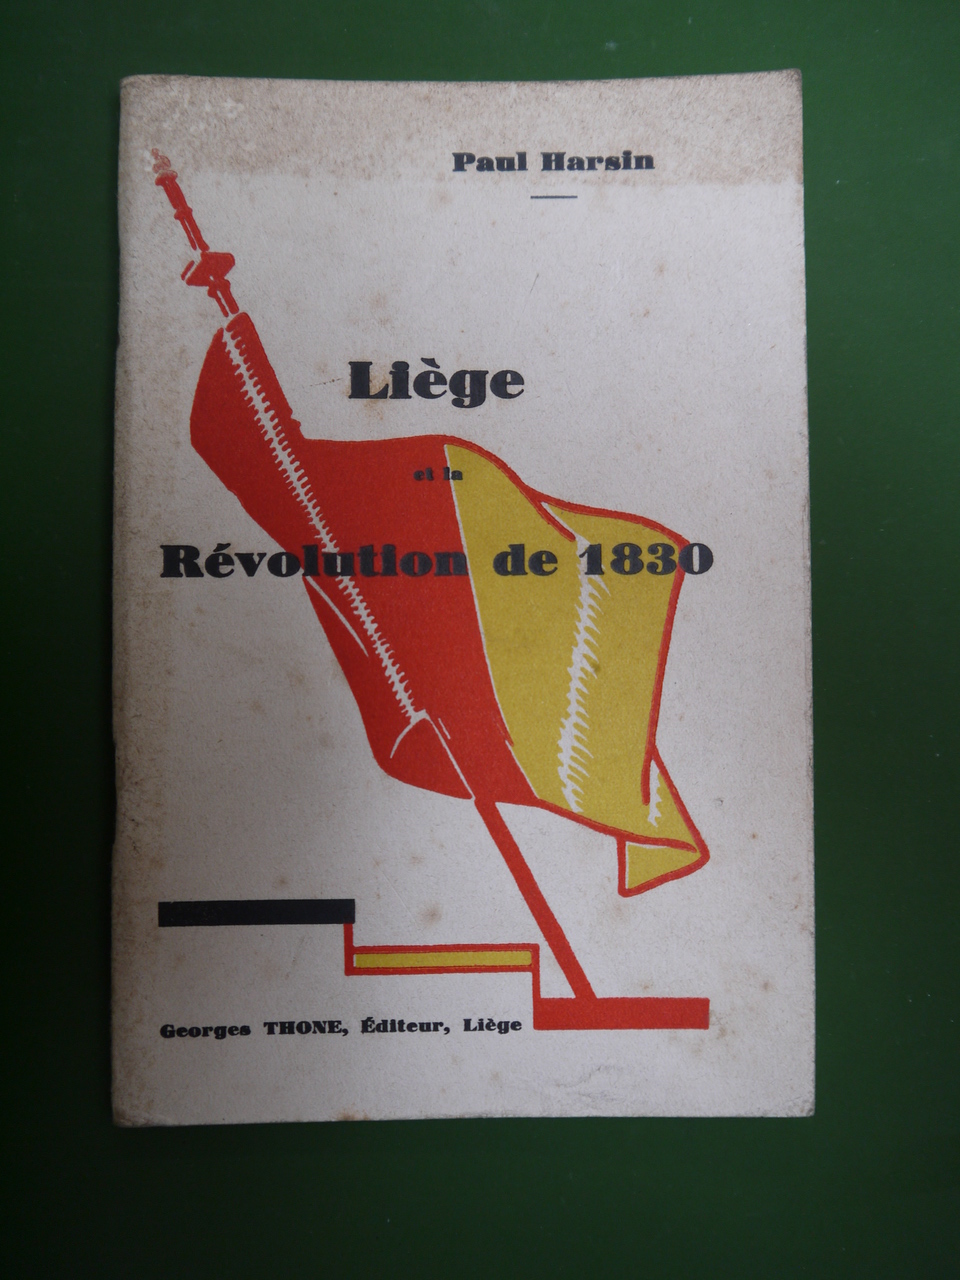 Paul Harsin
Liège
et la
Révolution de 1830
Georges THONE, Éditeur, Liège